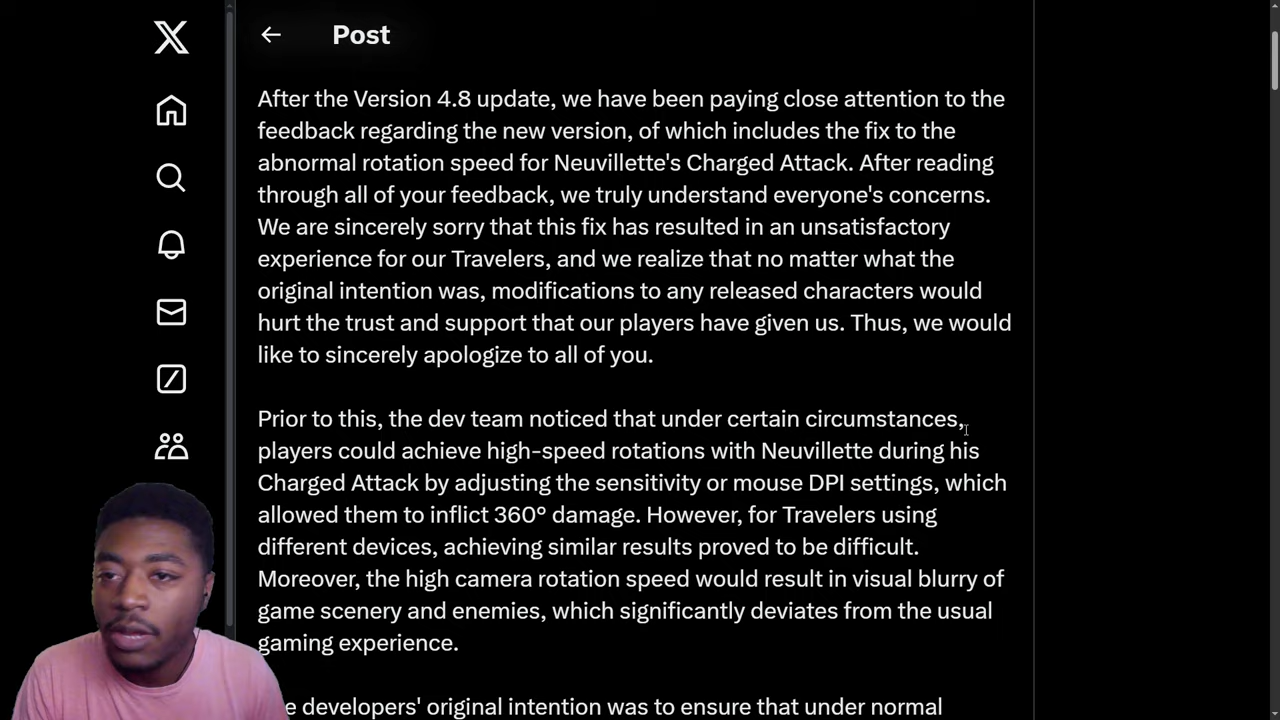 Post
After the Version 4.8 update, we have been paying close attention to the
feedback regarding the new version, of which includes the fix to the
abnormal rotation speed for Neuvillette's Charged Attack. After reading
through all of your feedback, we truly understand everyone's concerns.
We are sincerely sorry that this fix has resulted in an unsatisfactory
experience for our Travelers, and we realize that no matter what the
original intention was, modifications to any released characters would
hurt the trust and support that our players have given us. Thus, we would
like to sincerely apologize to all of you.
Prior to this, the dev team noticed that under certain circumstances,
players could achieve high-speed rotations with Neuvillette during his
Charged Attack by adjusting the sensitivity or mouse DPI settings, which
allowed them to inflict 360° damage. However, for Travelers using
different devices, achieving similar results proved to be difficult.
Moreover, the high camera rotation speed would result in visual blurry of
game scenery and enemies, which significantly deviates from the usual
gaming experience.
developers' original intention was to ensure that under normal